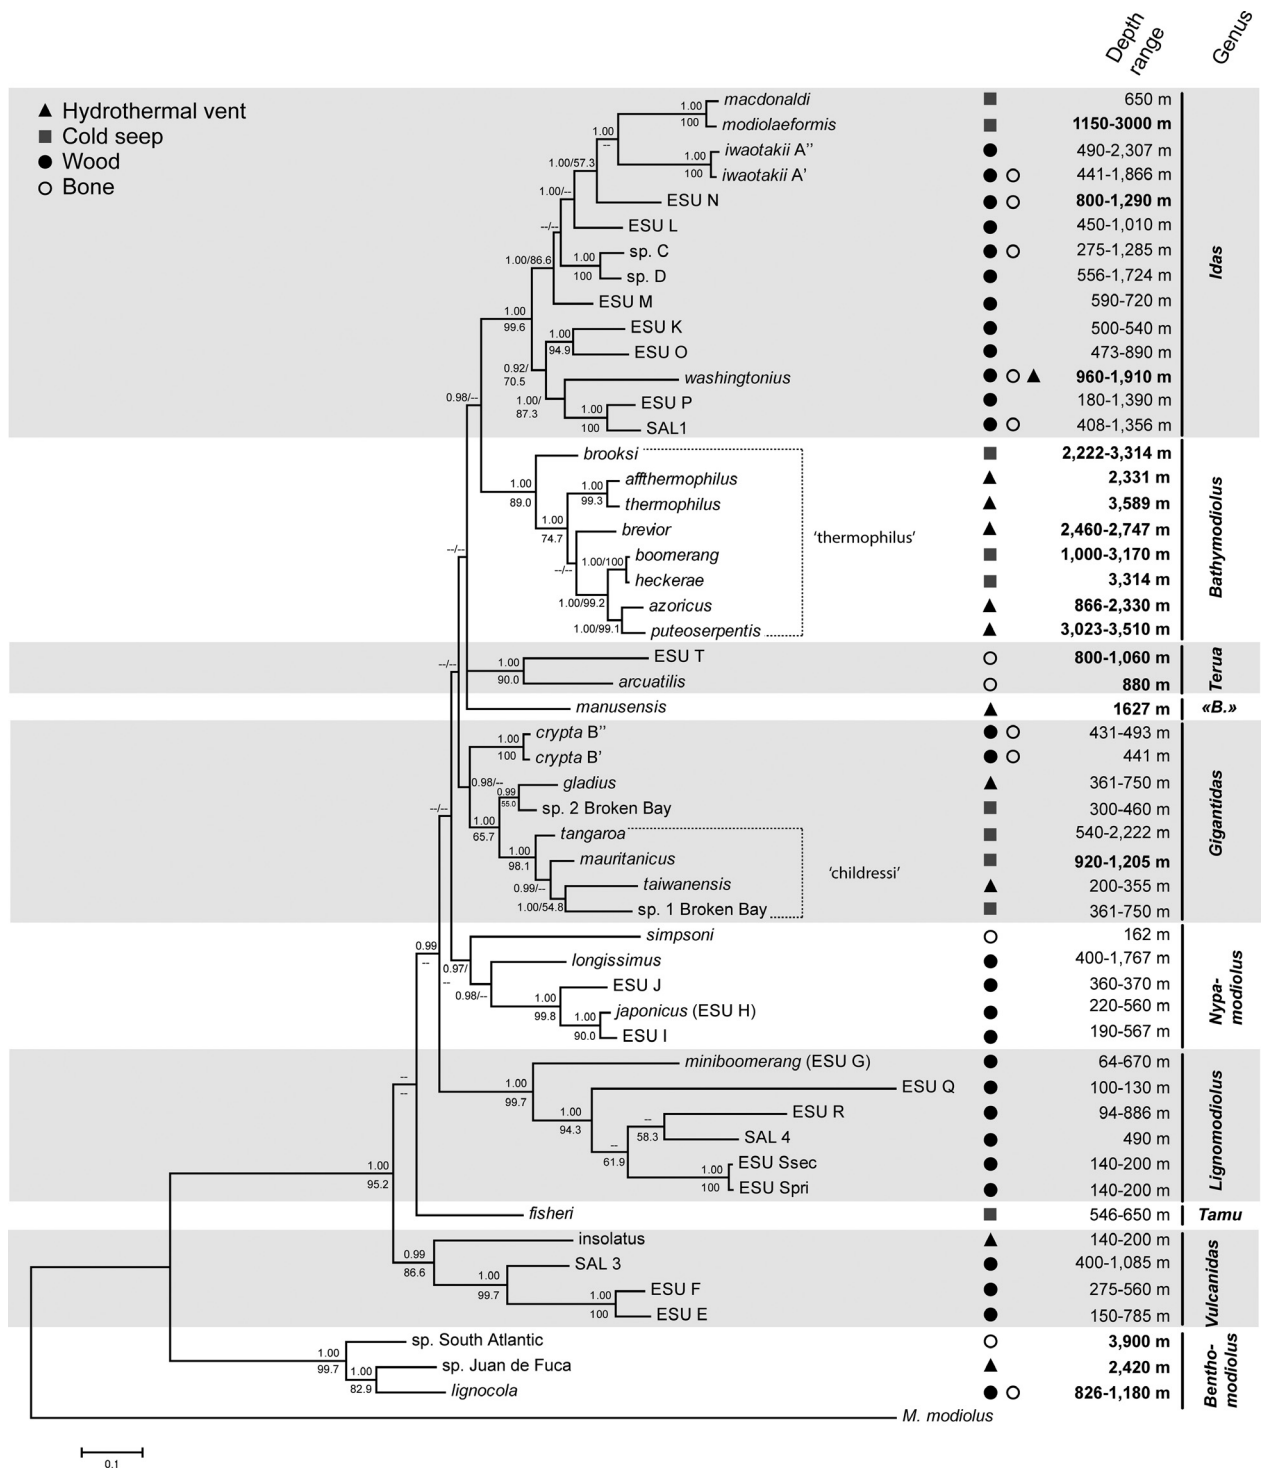 Depth range
Genus
Hydrothermal vent
Cold seep
Wood
Bone
1.00
100
macdonaldi
650 m
modiolaeformis
1150-3000 m
1.00
--
1.00
100
iwaotakii A’’
490-2,307 m
iwaotakii A’
441-1,866 m
1.00/57.3
ESU N
800-1,290 m
1.00/--
ESU L
450-1,010 m
--/--
1.00
100
sp. C
275-1,285 m
sp. D
556-1,724 m
1.00/86.6
ESU M
590-720 m
1.00
99.6
1.00
94.9
ESU K
500-540 m
ESU O
473-890 m
0.92/
70.5
washingtonius
960-1,910 m
1.00/
87.3
1.00
100
ESU P
180-1,390 m
SAL1
408-1,356 m
Idas
0.98/--
brooksi
2,222-3,314 m
1.00
89.0
1.00
99.3
affthermophilus
2,331 m
thermophilus
3,589 m
1.00
74.7
brevior
2,460-2,747 m
‘thermophilus’
--/--
1.00/100
boomerang
1,000-3,170 m
heckerae
3,314 m
1.00/99.2
azoricus
866-2,330 m
1.00/99.1
puteoserpentis
3,023-3,510 m
Bathymodiolus
--/--
--/--
1.00
90.0
ESU T
800-1,060 m
arcuatilis
880 m
Terua
manusensis
1627 m
«B.»
1.00
100
crypta B’’
431-493 m
crypta B’
441 m
0.98/--
0.99
55.0
gladius
361-750 m
sp. 2 Broken Bay
300-460 m
1.00
65.7
tangaroa
540-2,222 m
1.00
98.1
mauritanicus
920-1,205 m
‘childressi’
0.99/--
taiwanensis
200-355 m
1.00/54.8
sp. 1 Broken Bay
361-750 m
Gigantidas
--/--
simpsoni
162 m
0.99
--
0.97/
--
longissimus
400-1,767 m
0.98/--
ESU J
360-370 m
1.00
99.8
1.00
90.0
japonicus (ESU H)
220-560 m
ESU I
190-567 m
Nypa-
modiolus
miniboomerang (ESU G)
64-670 m
--
--
1.00
99.7
ESU Q
100-130 m
1.00
94.3
ESU R
94-886 m
--
58.3
SAL 4
490 m
--
61.9
1.00
100
ESU Ssec
140-200 m
ESU Spri
140-200 m
Lignomodiolus
1.00
95.2
fisheri
546-650 m
Tamu
insolatus
140-200 m
0.99
86.6
SAL 3
400-1,085 m
1.00
99.7
1.00
100
ESU F
275-560 m
ESU E
150-785 m
Vulcanidas
sp. South Atlantic
3,900 m
1.00
99.7
1.00
82.9
sp. Juan de Fuca
2,420 m
lignocola
826-1,180 m
Bentho-
modiolus
M. modiolus
0.1